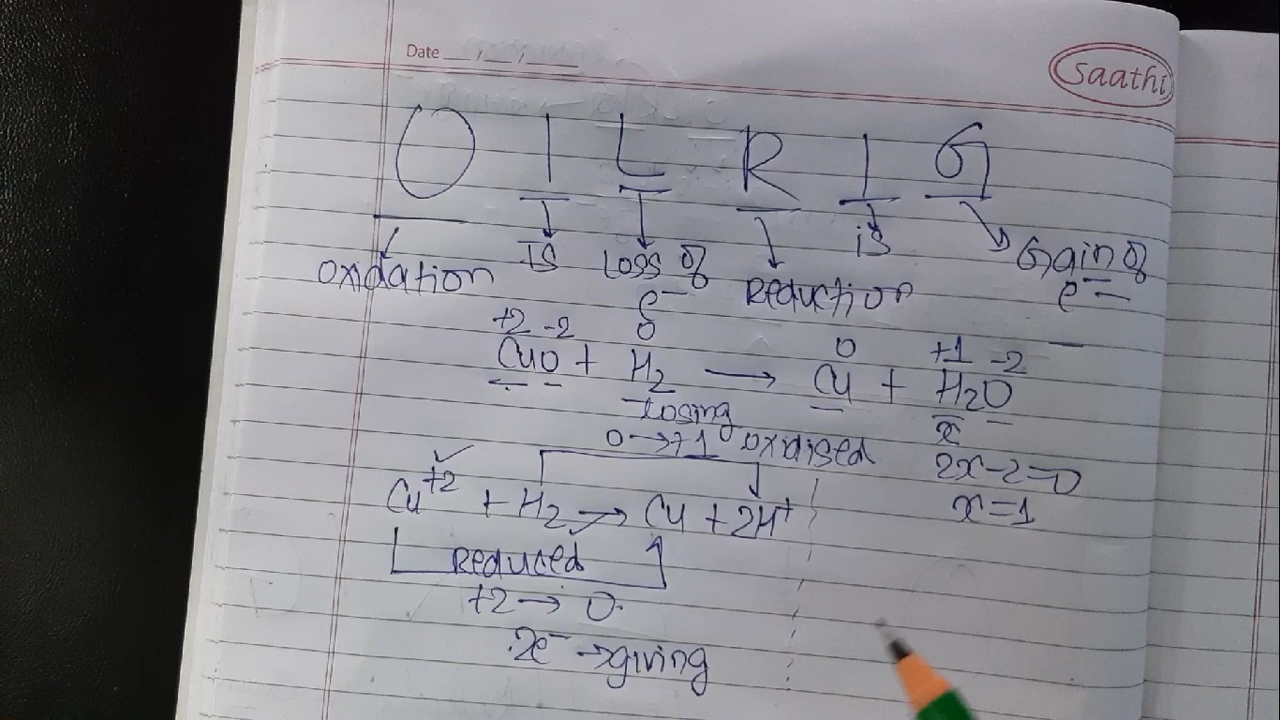 Date
Saathi
O I L R I G
oxidation Is Loss of e- Reduction is Gain of e-
+2 -2 0 0 +1 -2
CuO + H2 → Cu + H2O
Losing x
0→+1 oxidised 2x-2=0
Cu+2 + H2 → Cu + 2H+ x=1
Reduced
+2 → 0.
2e- → giving